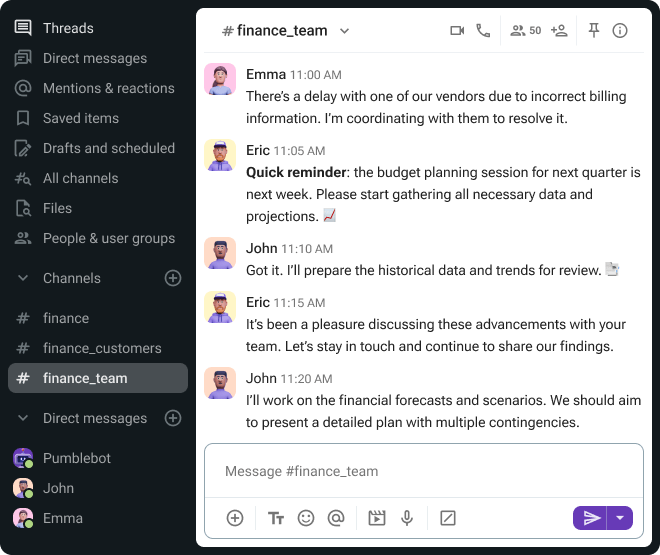 Threads
Direct messages
Mentions & reactions
Saved items
Drafts and scheduled
All channels
Files
People & user groups
Channels
# finance
# finance_customers
# finance_team
Direct messages
Pumblebot
John
Emma
# finance_team
50
Emma 11:00 AM
There’s a delay with one of our vendors due to incorrect billing
information. I’m coordinating with them to resolve it.
Eric 11:05 AM
Quick reminder: the budget planning session for next quarter is
next week. Please start gathering all necessary data and
projections. 📈
John 11:10 AM
Got it. I’ll prepare the historical data and trends for review. 📑
Eric 11:15 AM
It’s been a pleasure discussing these advancements with your
team. Let’s stay in touch and continue to share our findings.
John 11:20 AM
I’ll work on the financial forecasts and scenarios. We should aim
to present a detailed plan with multiple contingencies.
Message #finance_team